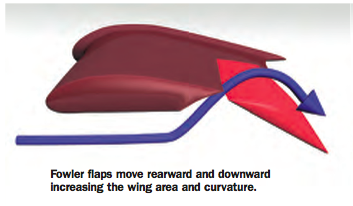 Fowler flaps move rearward and downward
increasing the wing area and curvature.